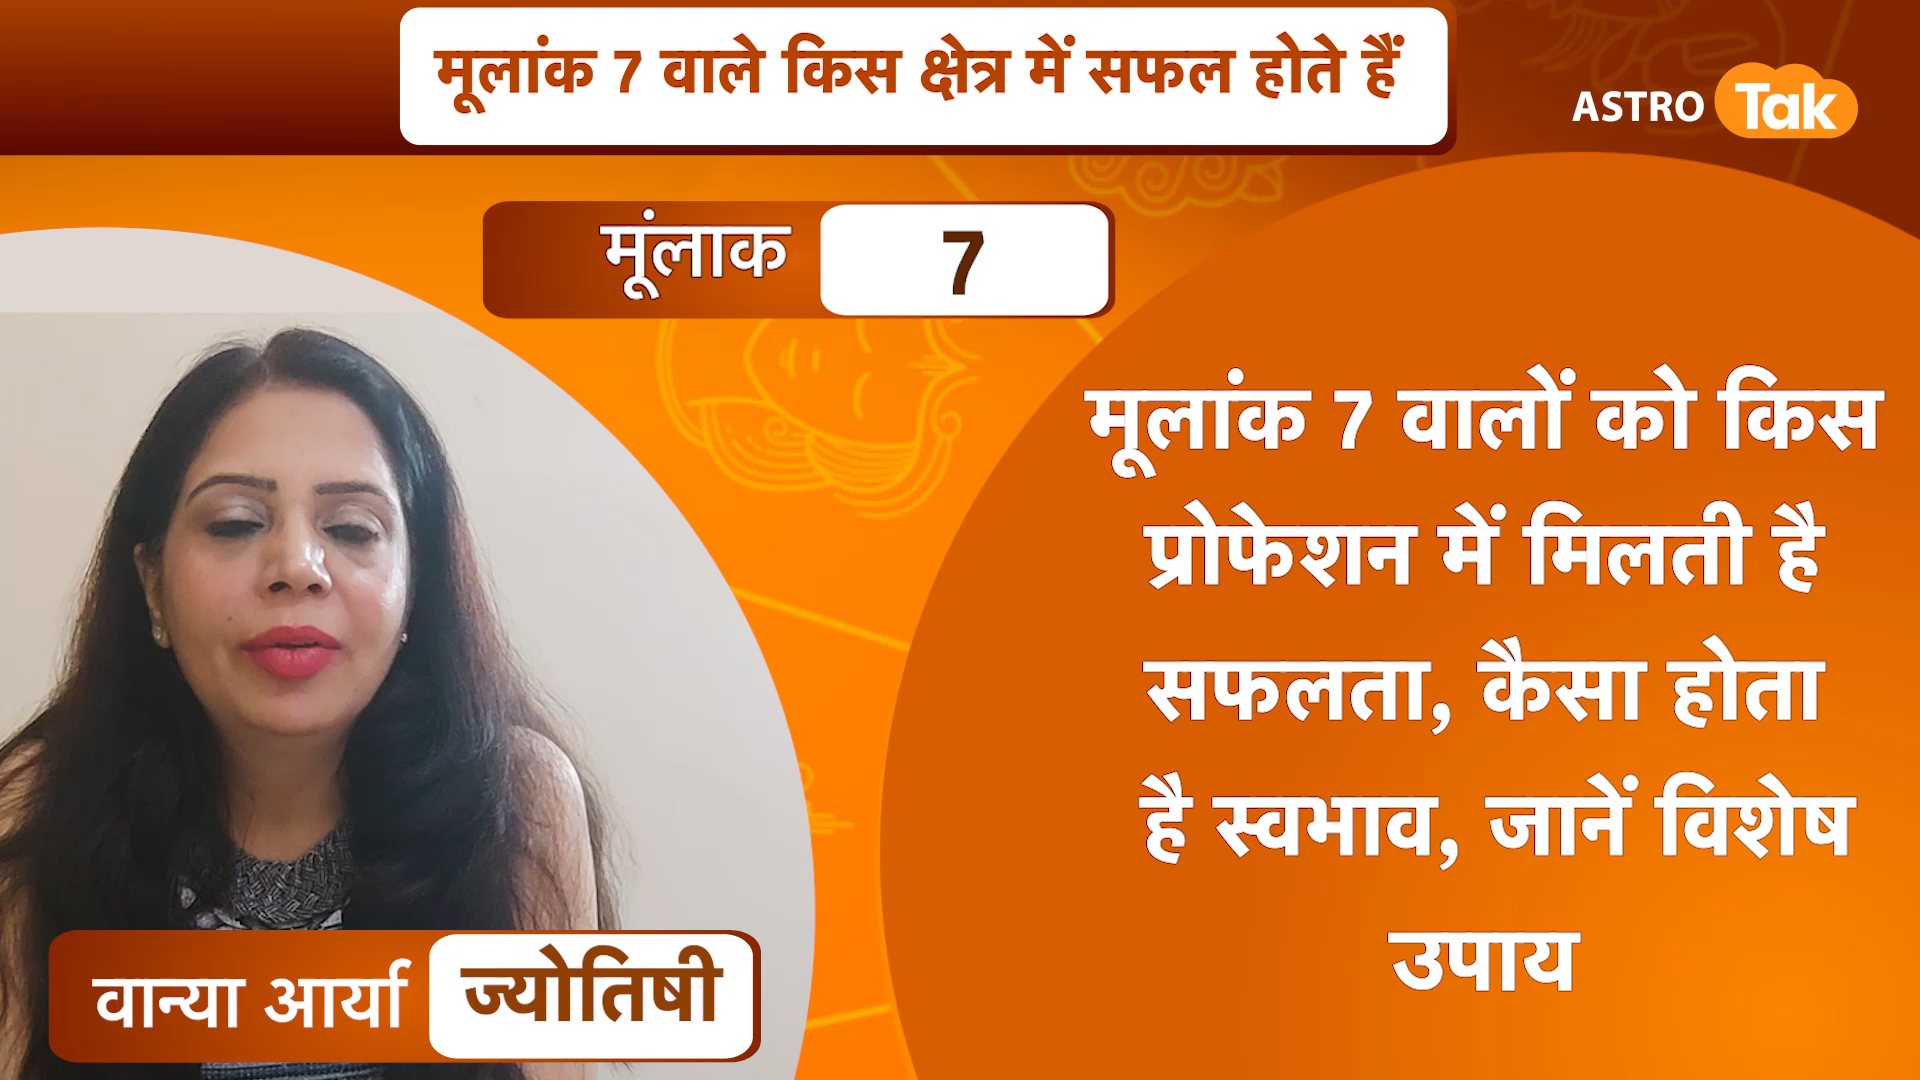 मूलांक 7 वाले किस क्षेत्र में सफल होते हैं
ASTRO Tak
मूंलाक 7
मूलांक 7 वालों को किस
प्रोफेशन में मिलती है
सफलता, कैसा होता
है स्वभाव, जानें विशेष
उपाय
वान्या आर्या ज्योतिषी